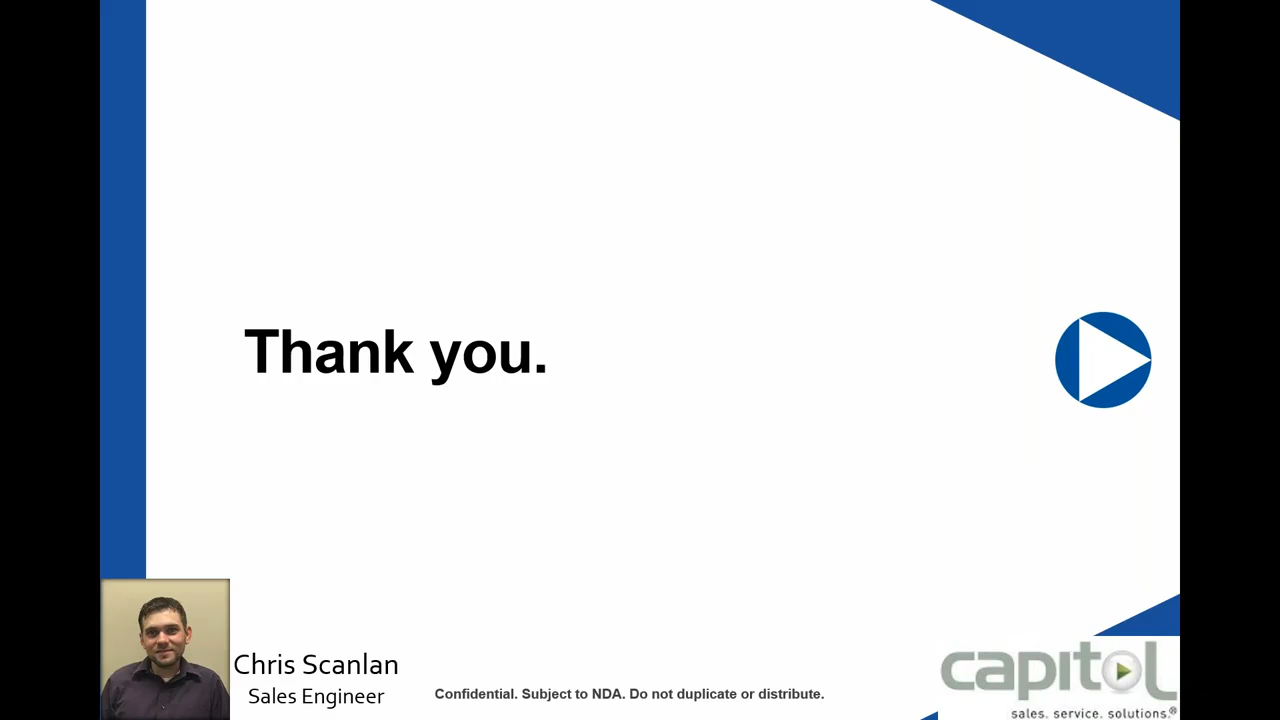 Thank you.
Chris Scanlan
Sales Engineer
Confidential. Subject to NDA. Do not duplicate or distribute.
capitol
sales. service. solutions.®